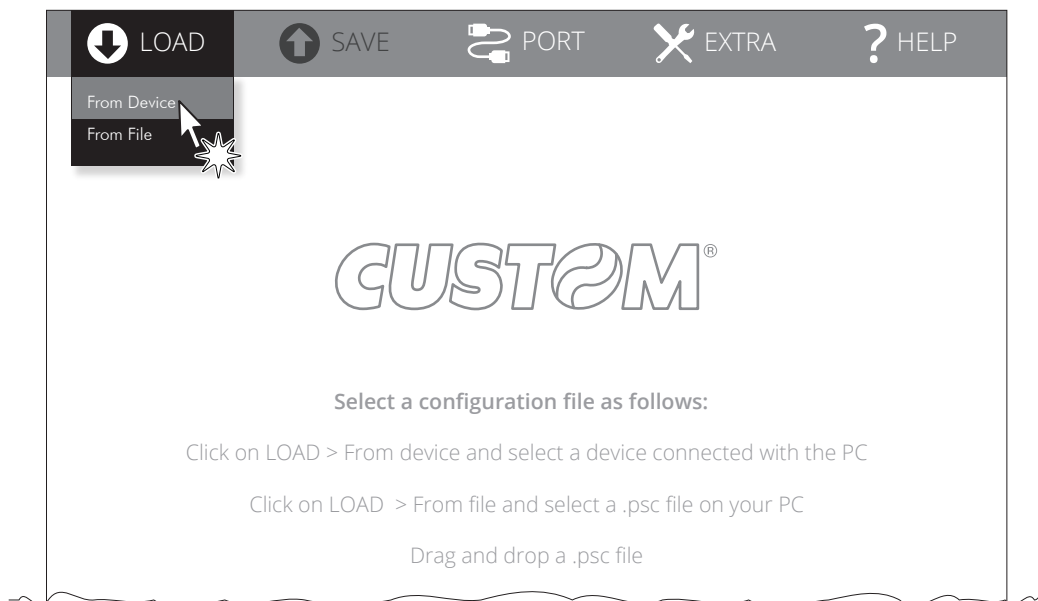 LOAD SAVE PORT EXTRA ? HELP
From Device
From File
CUSTOM®
Select a configuration file as follows:
Click on LOAD > From device and select a device connected with the PC
Click on LOAD > From file and select a .psc file on your PC
Drag and drop a .psc file